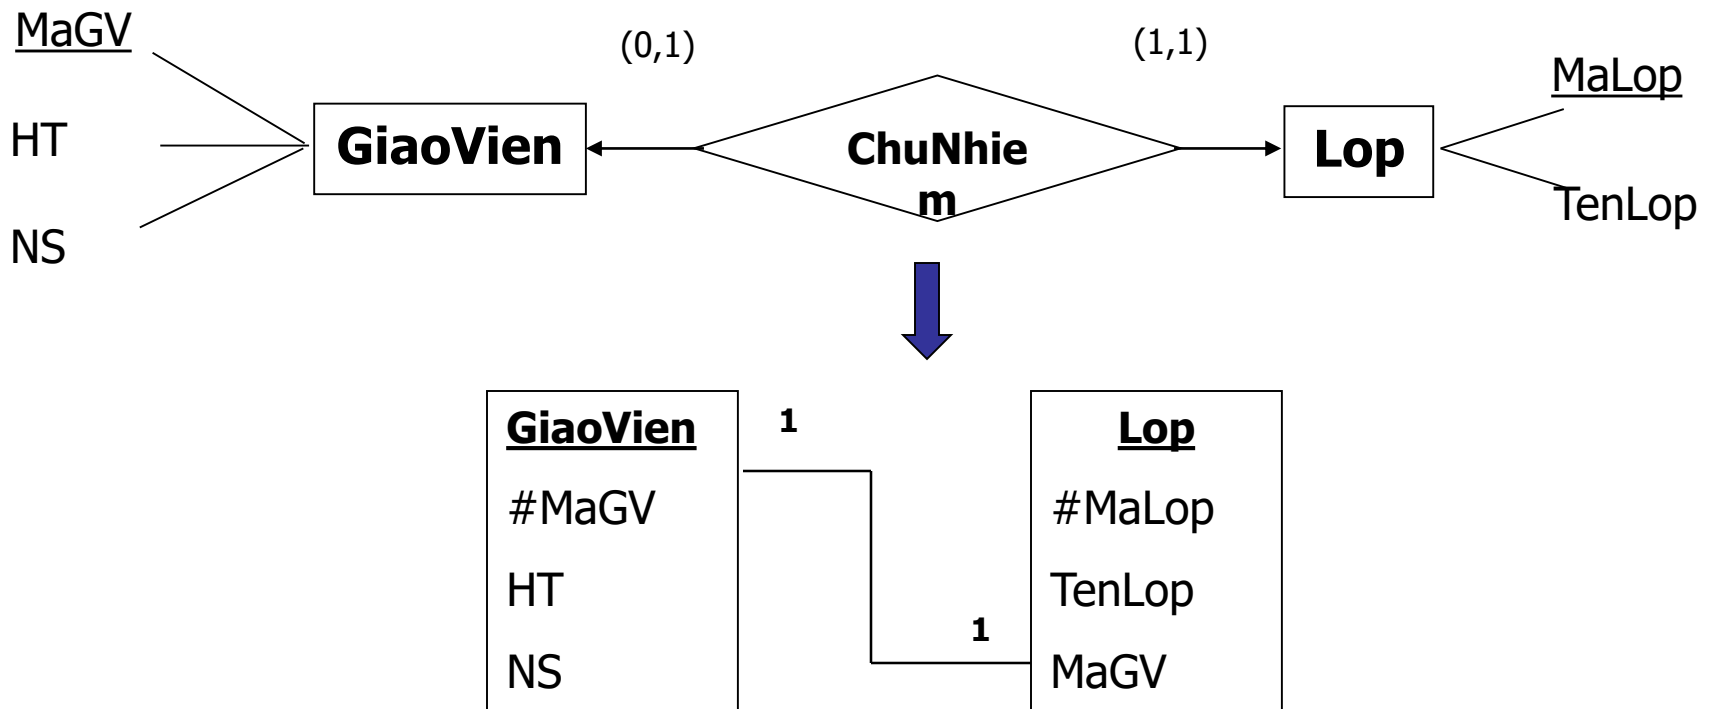 MaGV
(0,1)
(1,1)
MaLop
HT
GiaoVien
ChuNhie
m
Lop
NS
TenLop
GiaoVien
1
Lop
#MaGV
#MaLop
HT
TenLop
1
NS
MaGV